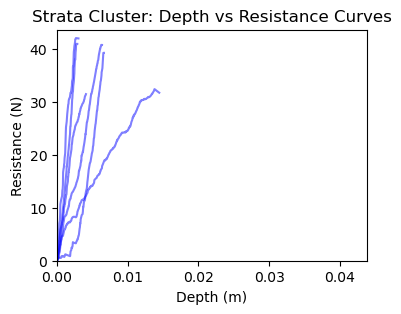 Strata Cluster: Depth vs Resistance Curves
Resistance (N)
40
30
20
10
0
0.00 0.01 0.02 0.03 0.04
Depth (m)